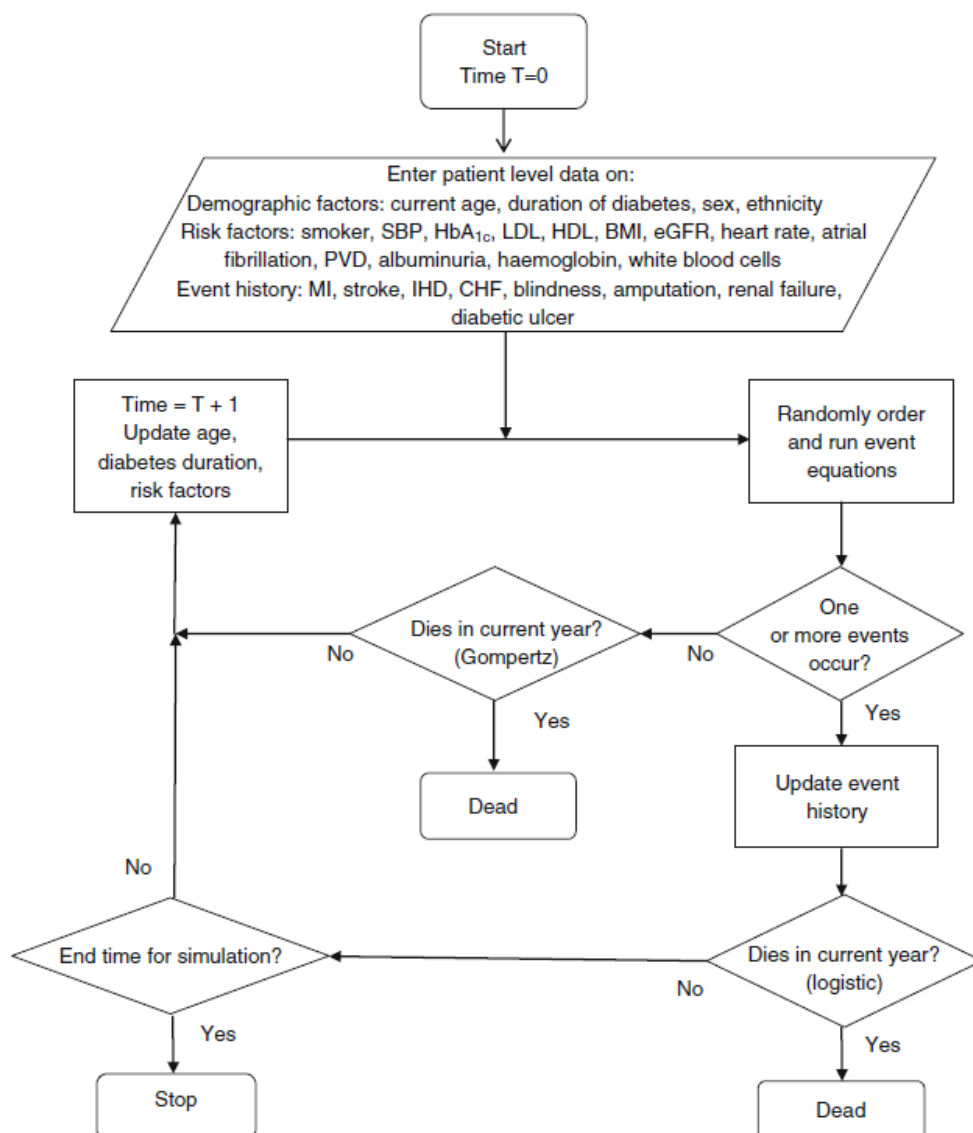 Start
Time T=0
Enter patient level data on:
Demographic factors: current age, duration of diabetes, sex, ethnicity
Risk factors: smoker, SBP, HbA1c, LDL, HDL, BMI, eGFR, heart rate, atrial
fibrillation, PVD, albuminuria, haemoglobin, white blood cells
Event history: MI, stroke, IHD, CHF, blindness, amputation, renal failure,
diabetic ulcer
Time = T + 1
Update age,
diabetes duration,
risk factors
Randomly order
and run event
equations
One
or more events
occur?
No
Yes
Dies in current year?
(Gompertz)
No
Yes
Dead
Update event
history
Dies in current year?
(logistic)
No
Yes
Dead
End time for simulation?
No
Yes
Stop